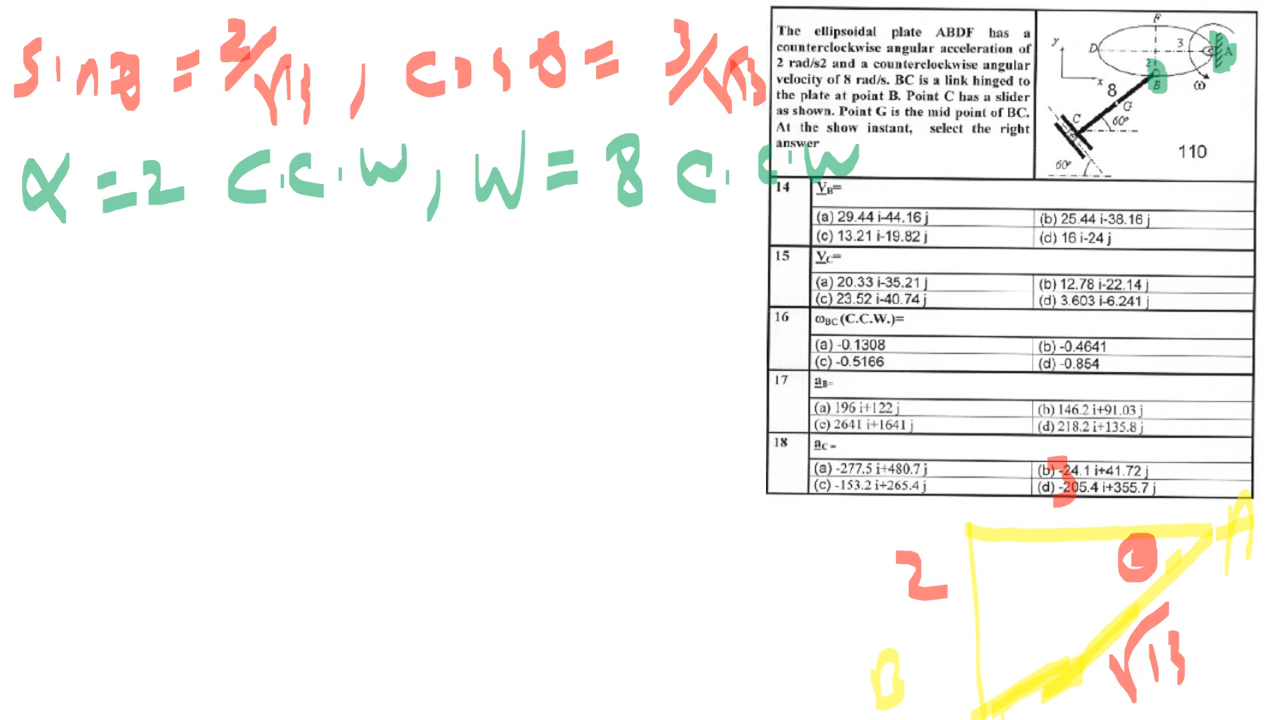 sinθ = 2/√13 , cosθ = 3/√13
α = 2 C.C.W , W = 8 C.C.W
The ellipsoidal plate ABDF has a
counterclockwise angular acceleration of
2 rad/s2 and a counterclockwise angular
velocity of 8 rad/s. BC is a link hinged to
the plate at point B. Point C has a slider
as shown. Point G is the mid point of BC.
At the show instant, select the right
answer
F
y
D
3
A
2
x
B
ω
8
G
C
60°
60°
110
14 V_B=
(a) 29.44 i-44.16 j (b) 25.44 i-38.16 j
(c) 13.21 i-19.82 j (d) 16 i-24 j
15 V_C=
(a) 20.33 i-35.21 j (b) 12.78 i-22.14 j
(c) 23.52 i-40.74 j (d) 3.603 i-6.241 j
16 ω_BC (C.C.W.)=
(a) -0.1308 (b) -0.4641
(c) -0.5166 (d) -0.854
17 a_B=
(a) 196 i+122 j (b) 146.2 i+91.03 j
(c) 2641 i+1641 j (d) 218.2 i+135.8 j
18 a_C=
(a) -277.5 i+480.7 j (b) -24.1 i+41.72 j
(c) -153.2 i+265.4 j (d) -205.4 i+355.7 j
3
A
2
θ
√13
B